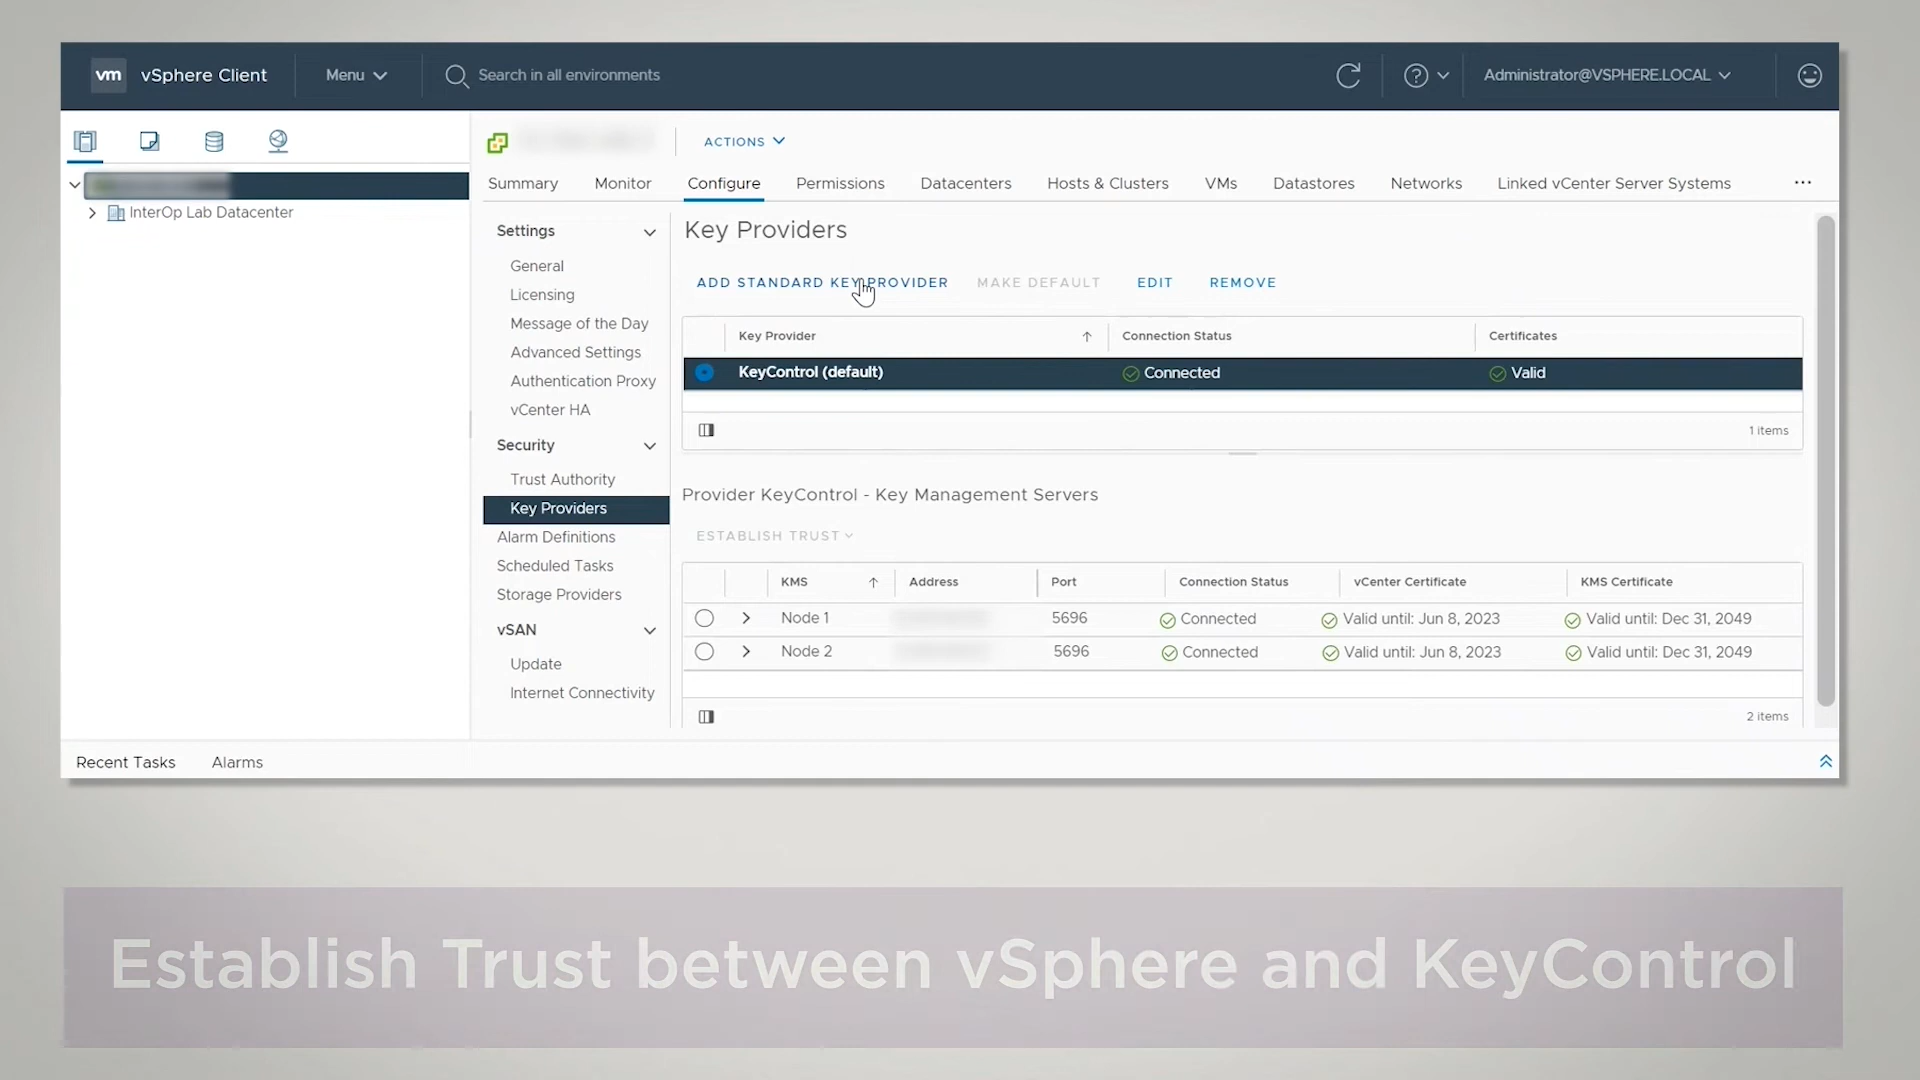 vm vSphere Client Menu Search in all environments Administrator@VSPHERE.LOCAL
ACTIONS
Summary Monitor Configure Permissions Datacenters Hosts & Clusters VMs Datastores Networks Linked vCenter Server Systems ...
InterOp Lab Datacenter
Settings
General
Licensing
Message of the Day
Advanced Settings
Authentication Proxy
vCenter HA
Security
Trust Authority
Key Providers
Alarm Definitions
Scheduled Tasks
Storage Providers
vSAN
Update
Internet Connectivity
Key Providers
ADD STANDARD KEY PROVIDER MAKE DEFAULT EDIT REMOVE
Key Provider Connection Status Certificates
KeyControl (default) Connected Valid
1 items
Provider KeyControl - Key Management Servers
ESTABLISH TRUST
KMS Address Port Connection Status vCenter Certificate KMS Certificate
Node 1 5696 Connected Valid until: Jun 8, 2023 Valid until: Dec 31, 2049
Node 2 5696 Connected Valid until: Jun 8, 2023 Valid until: Dec 31, 2049
2 items
Recent Tasks Alarms
Establish Trust between vSphere and KeyControl